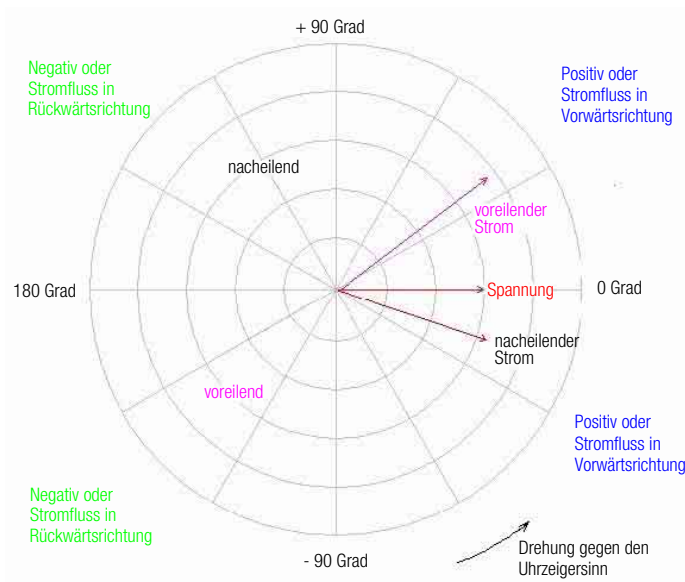 + 90 Grad
Negativ oder
Stromfluss in
Rückwärtsrichtung
Positiv oder
Stromfluss in
Vorwärtsrichtung
nacheilend
voreilender
Strom
180 Grad
Spannung
0 Grad
nacheilender
Strom
voreilend
Positiv oder
Stromfluss in
Vorwärtsrichtung
Negativ oder
Stromfluss in
Rückwärtsrichtung
- 90 Grad
Drehung gegen den
Uhrzeigersinn